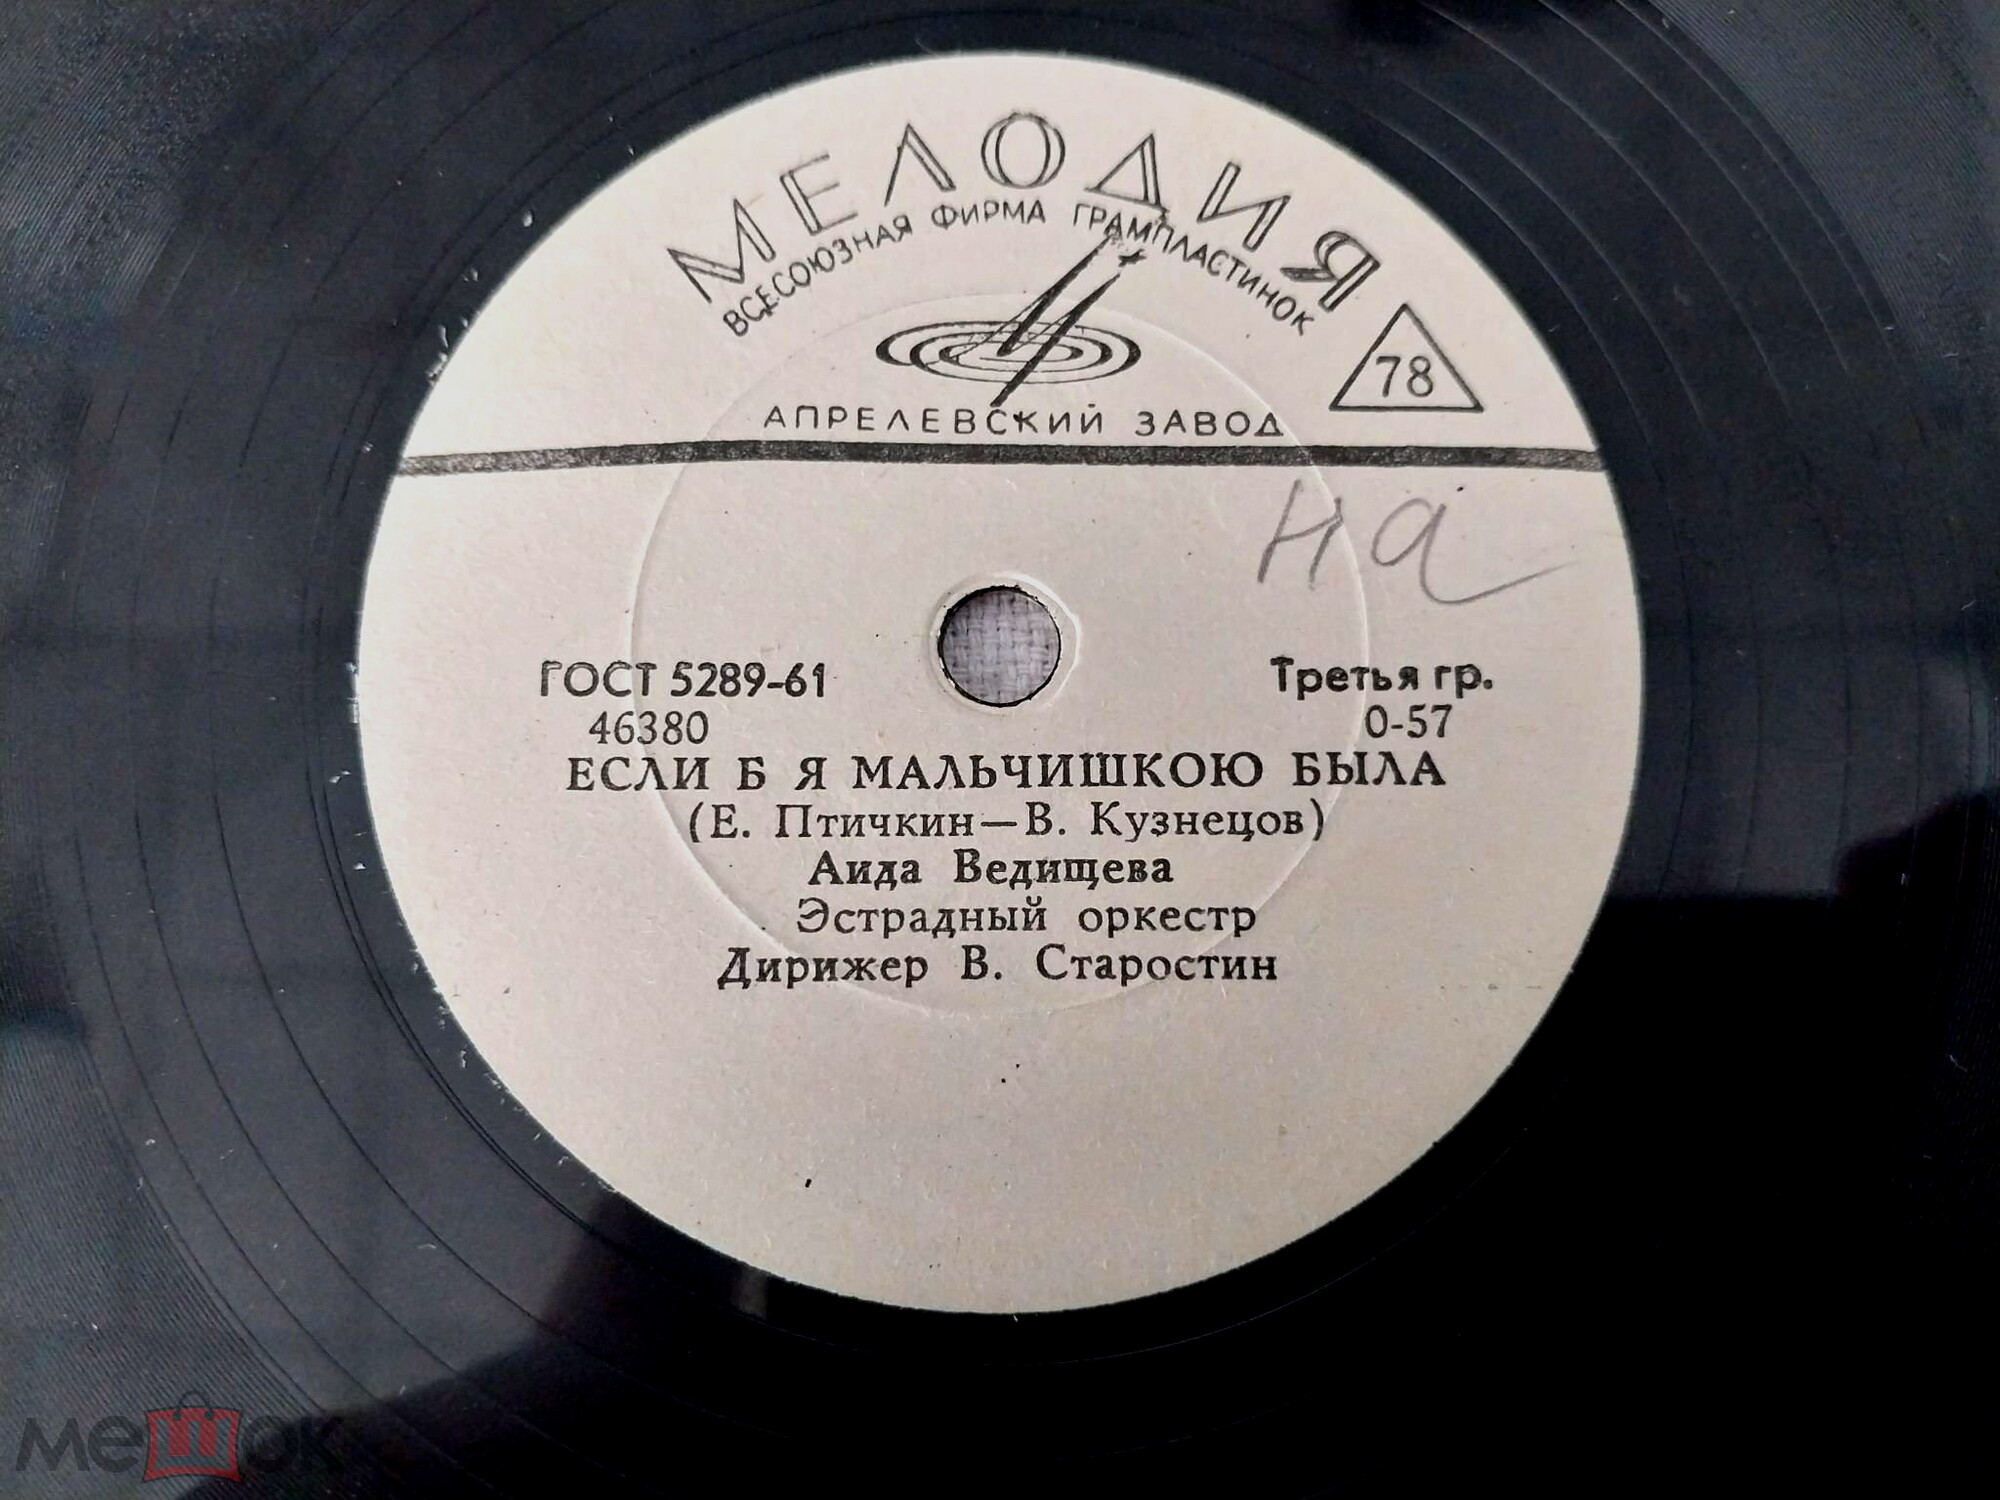 МЕЛОДИЯ
ВСЕСОЮЗНАЯ ФИРМА ГРАМПЛАСТИНОК
78
АПРЕЛЕВСКИЙ ЗАВОД
на
ГОСТ 5289-61 Третья гр.
46380 0-57
ЕСЛИ Б Я МАЛЬЧИШКОЮ БЫЛА
(Е. Птичкин—В. Кузнецов)
Аида Ведищева
Эстрадный оркестр
Дирижер В. Старостин
мешок